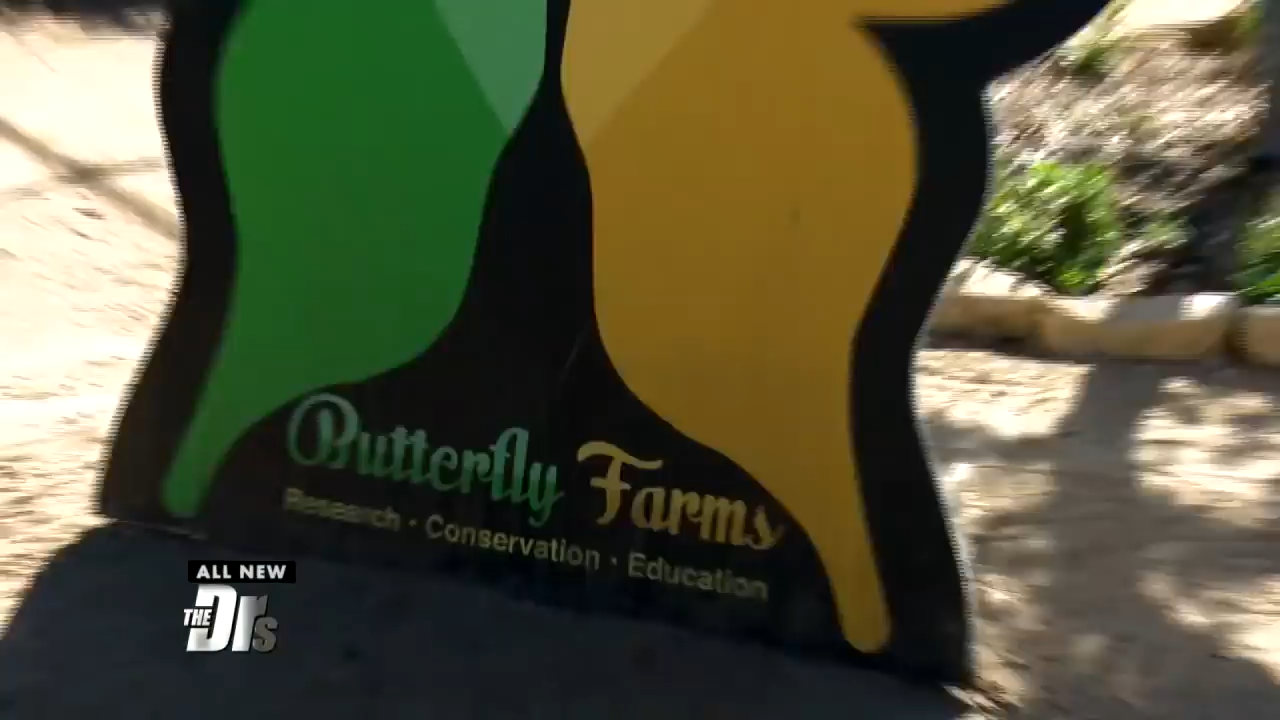 Butterfly Farms
Research · Conservation · Education
ALL NEW
THE Drs